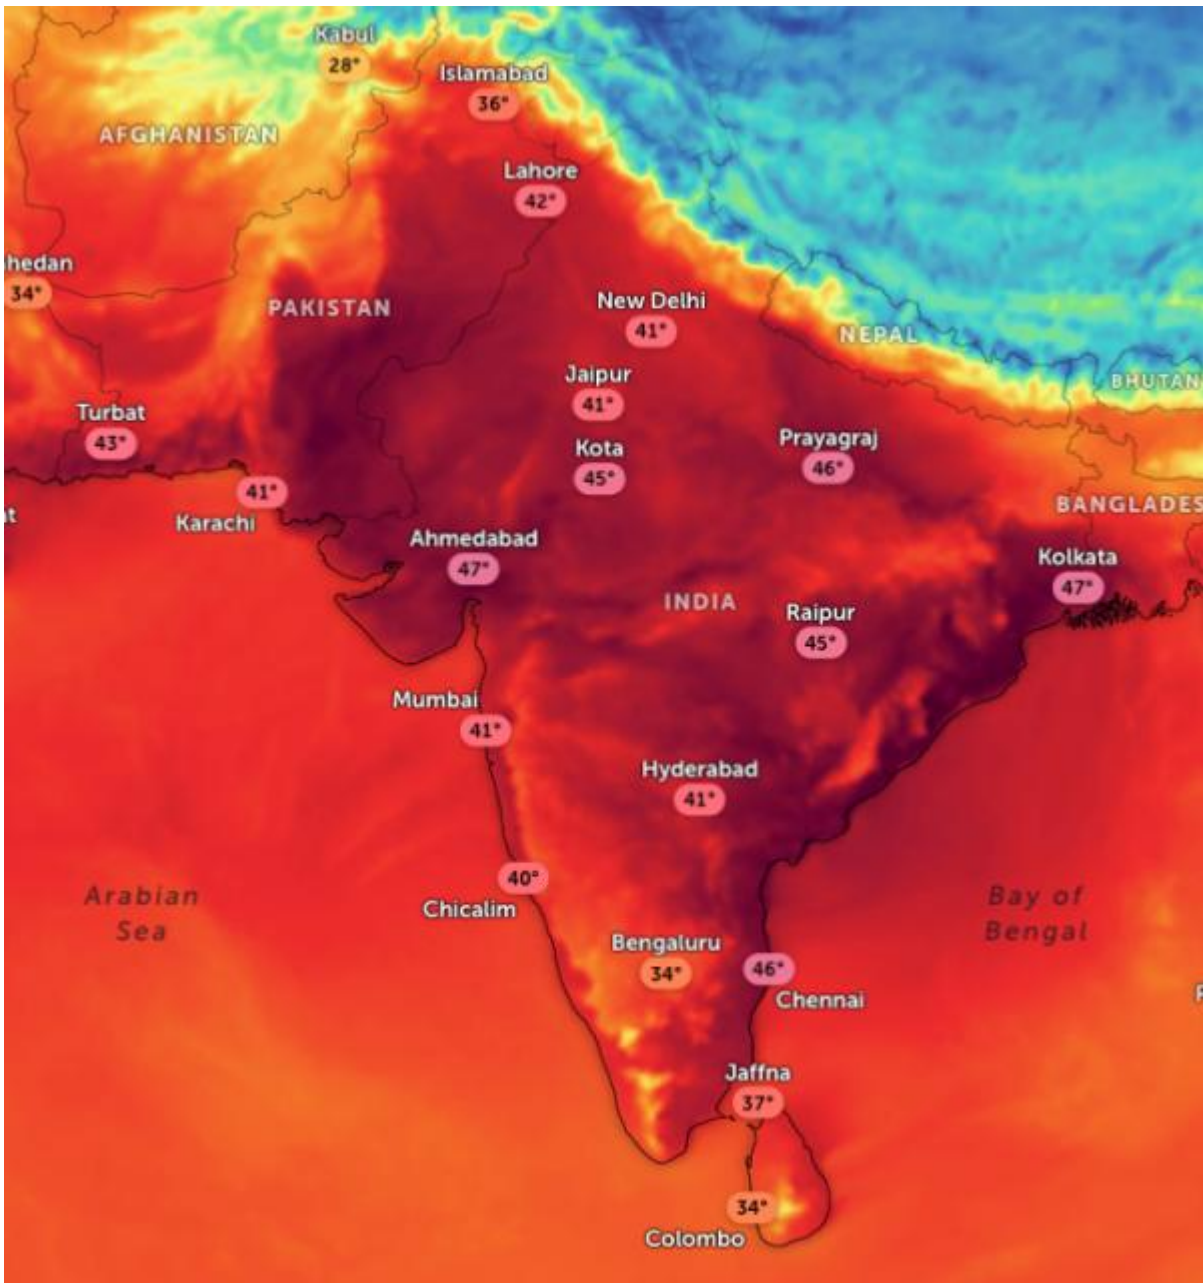 Kabul
28°
Islamabad
36°
AFGHANISTAN
Lahore
42°
hedan
34°
PAKISTAN
New Delhi
41°
NEPAL
Jaipur
41°
BHUTAN
Turbat
43°
Kota
45°
Prayagraj
46°
41°
Karachi
BANGLADES
Ahmedabad
47°
Kolkata
47°
INDIA
Raipur
45°
Mumbai
41°
Hyderabad
41°
40°
Chicalim
Arabian
Sea
Bay of
Bengal
Bengaluru
34°
46°
Chennai
Jaffna
37°
34°
Colombo